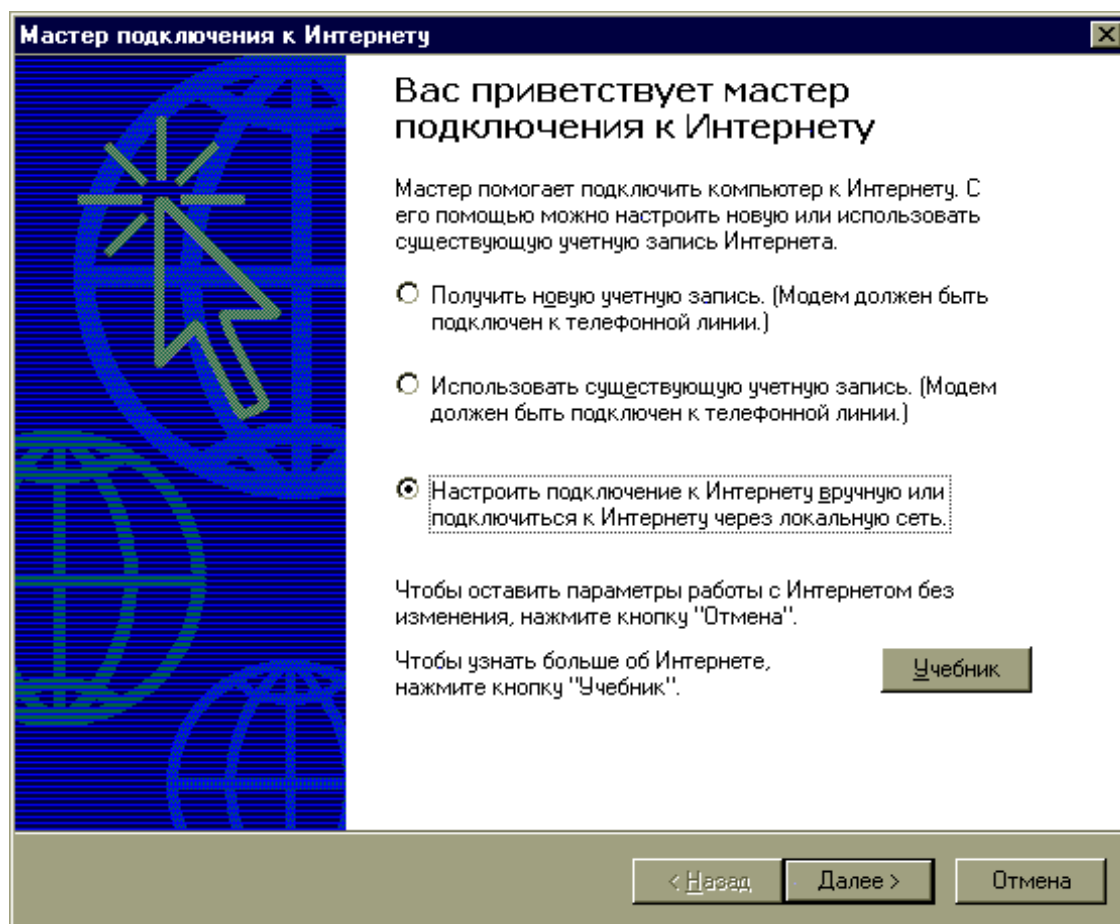 Мастер подключения к Интернету
Вас приветствует мастер
подключения к Интернету
Мастер помогает подключить компьютер к Интернету. С
его помощью можно настроить новую или использовать
существующую учетную запись Интернета.
Получить новую учетную запись. (Модем должен быть
подключен к телефонной линии.)
Использовать существующую учетную запись. (Модем
должен быть подключен к телефонной линии.)
Настроить подключение к Интернету вручную или
подключиться к Интернету через локальную сеть.
Чтобы оставить параметры работы с Интернетом без
изменения, нажмите кнопку "Отмена".
Чтобы узнать больше об Интернете,
нажмите кнопку "Учебник".
Учебник
< Назад
Далее >
Отмена